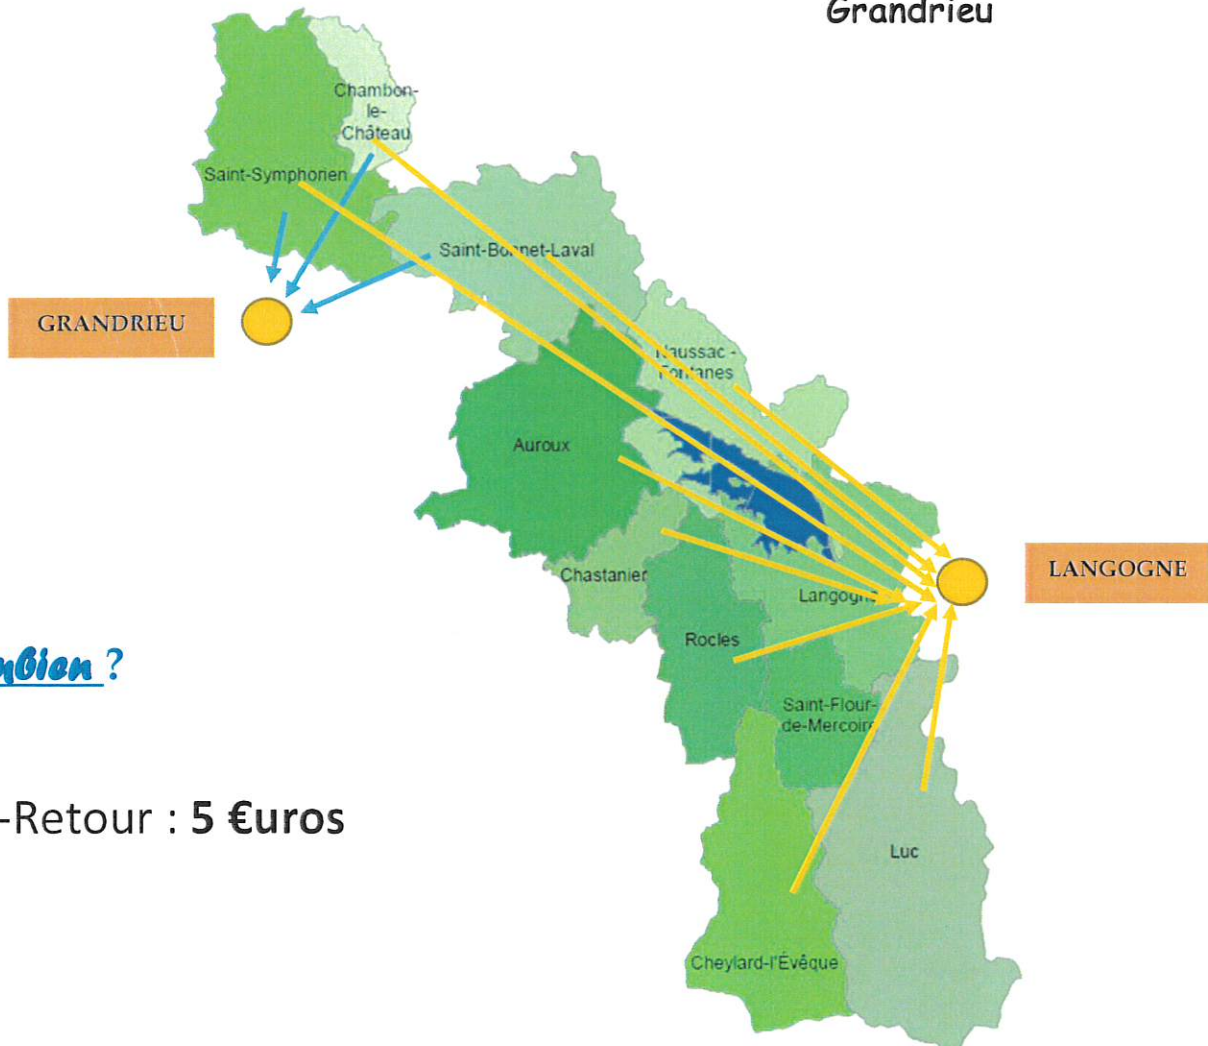 Grandrieu
Chambon-
le-
Château
Saint-Symphorien
Saint-Bonnet-Laval
GRANDRIEU
Naussac -
Fontanes
Auroux
LANGOGNE
Chastanier
Langogne
Rocles
?
Saint-Flour-
de-Mercoire
-Retour : 5 €uros
Luc
Cheylard-l'Évêque